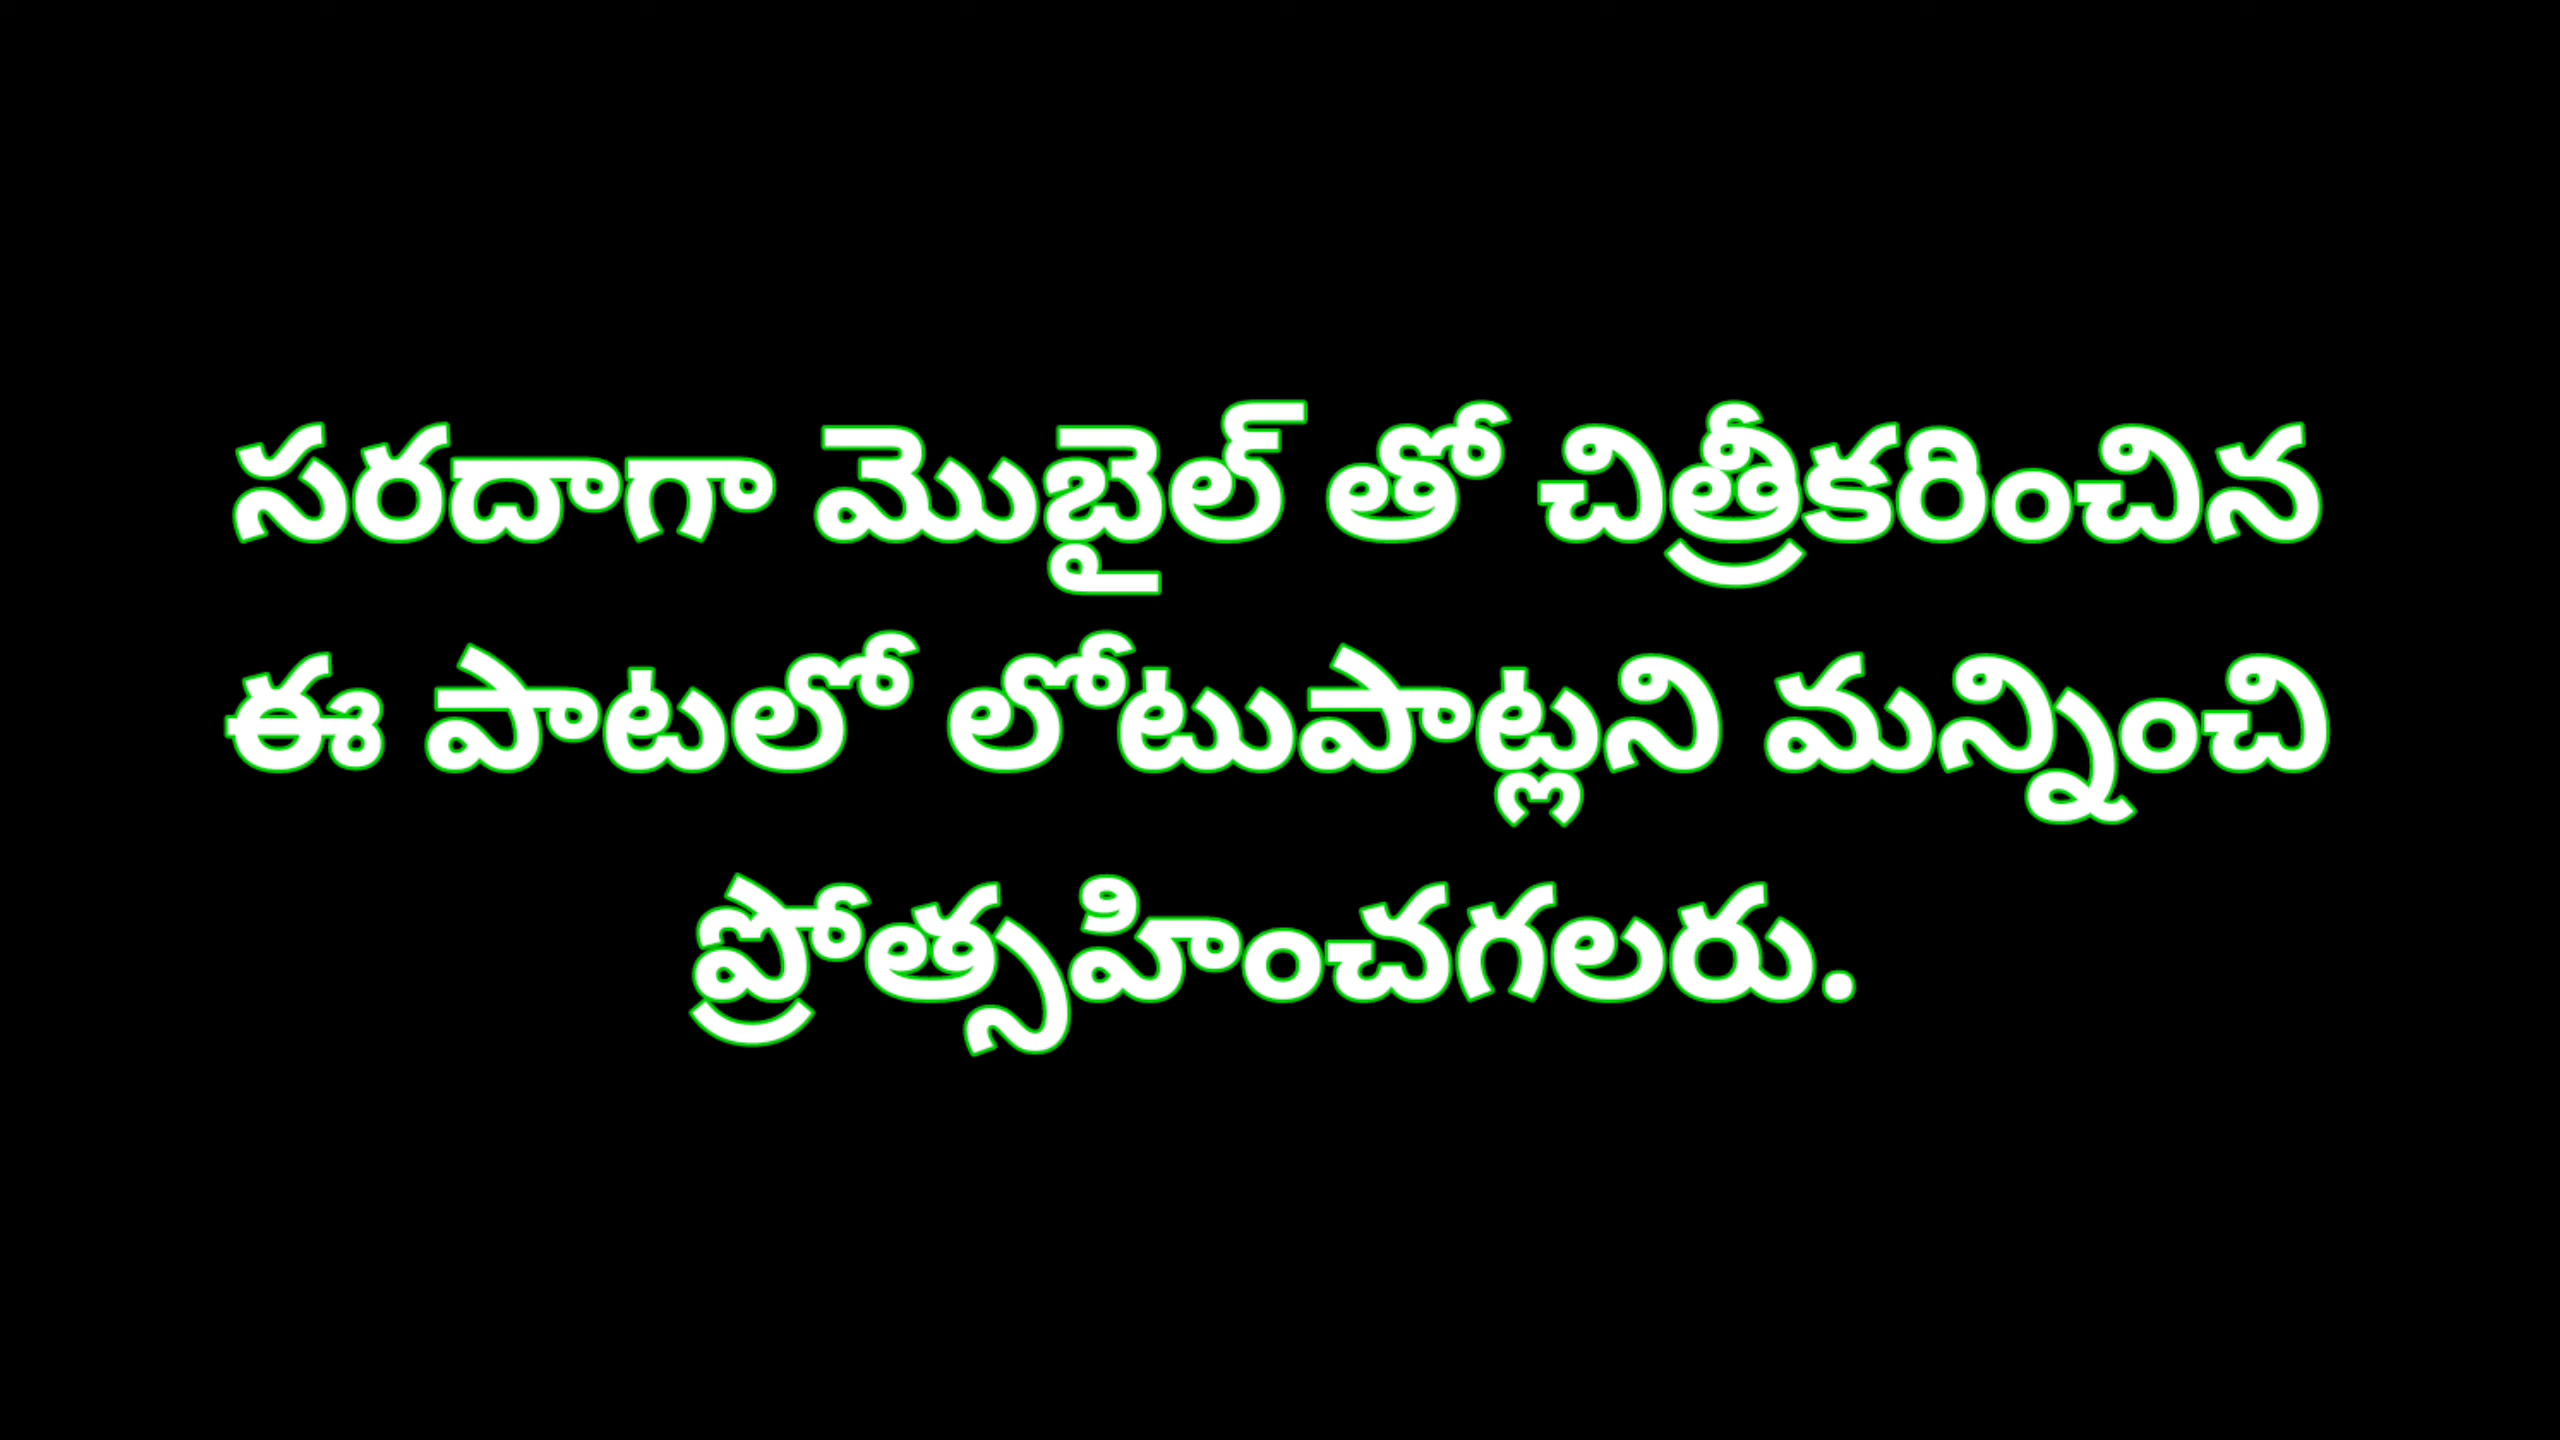 సరదాగా మొబైల్ తో చిత్రీకరించిన
ఈ పాటలో లోటుపాట్లని మన్నించి
ప్రోత్సహించగలరు.